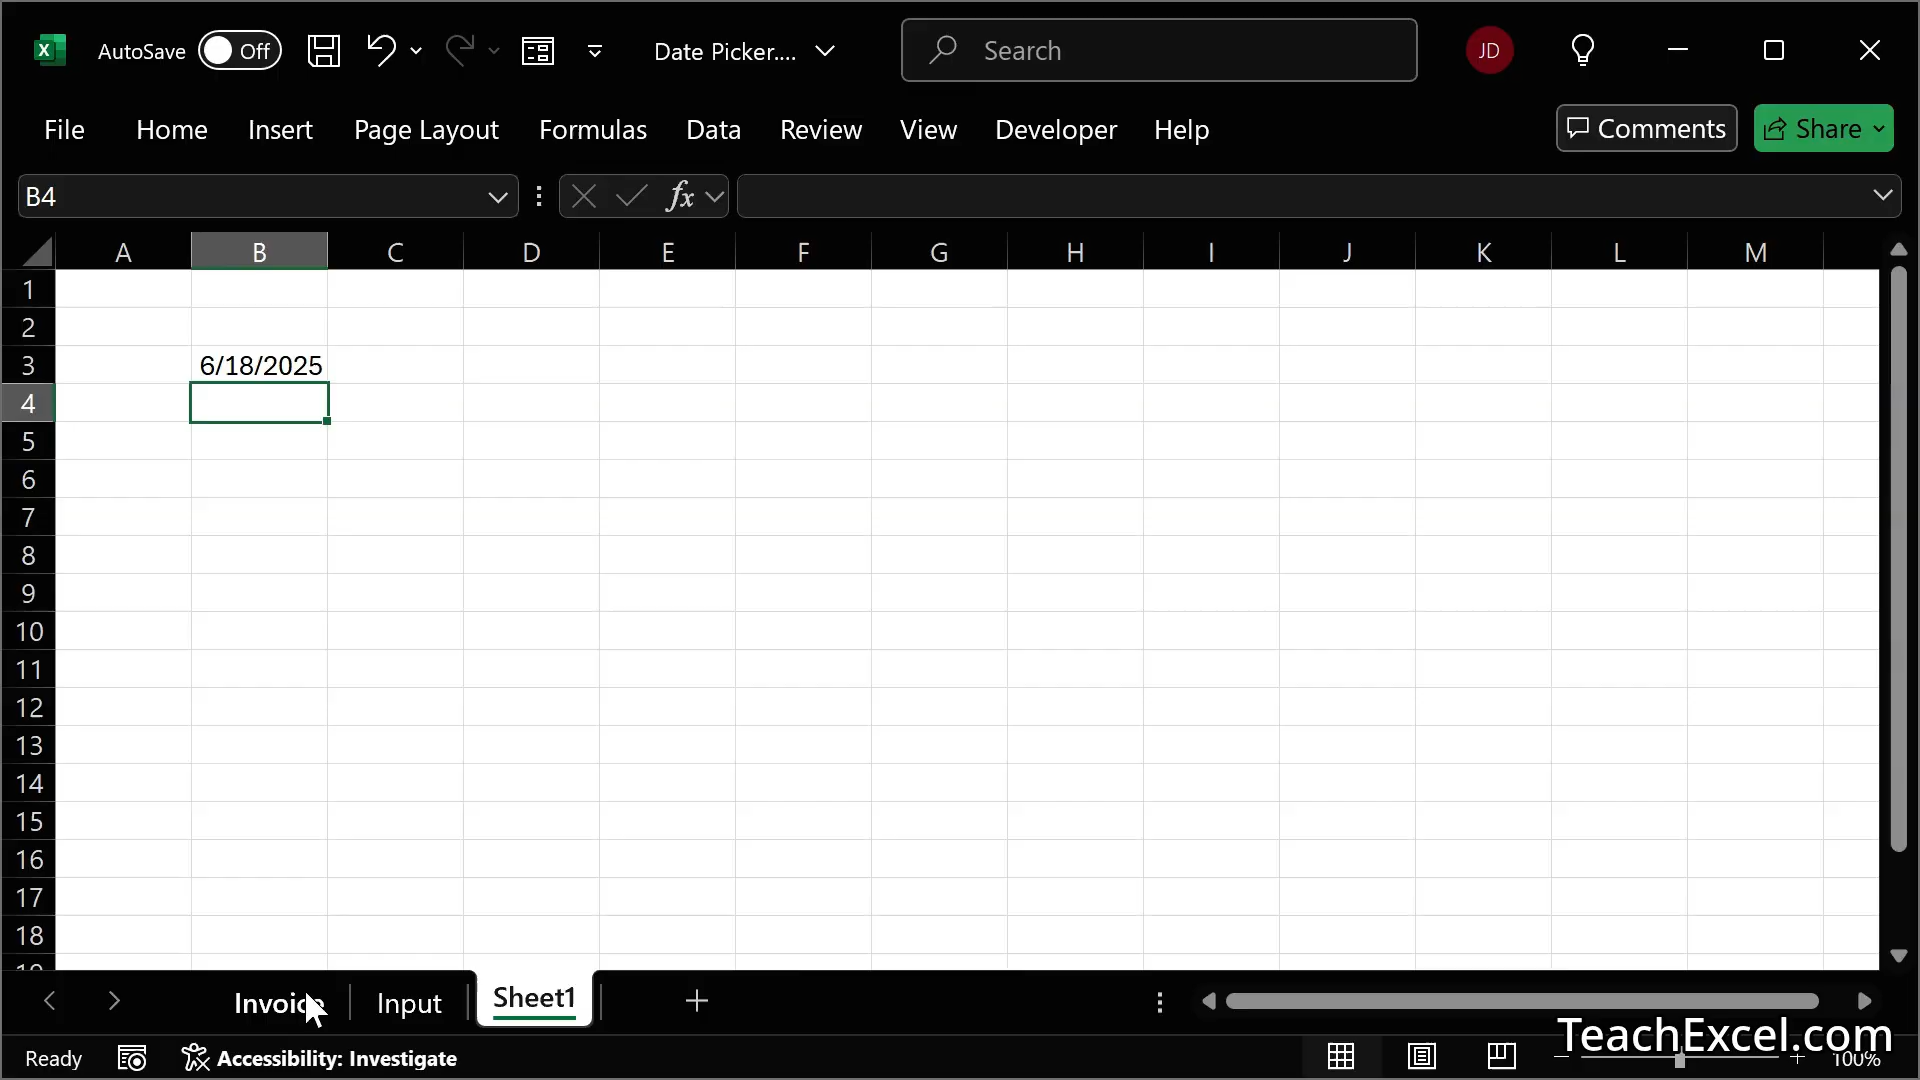 AutoSave Off Date Picker.... Search JD
File Home Insert Page Layout Formulas Data Review View Developer Help Comments Share
B4 fx
A B C D E F G H I J K L M
1
2
3 6/18/2025
4
5
6
7
8
9
10
11
12
13
14
15
16
17
18
Invoice Input Sheet1
TeachExcel.com
Ready Accessibility: Investigate 100%